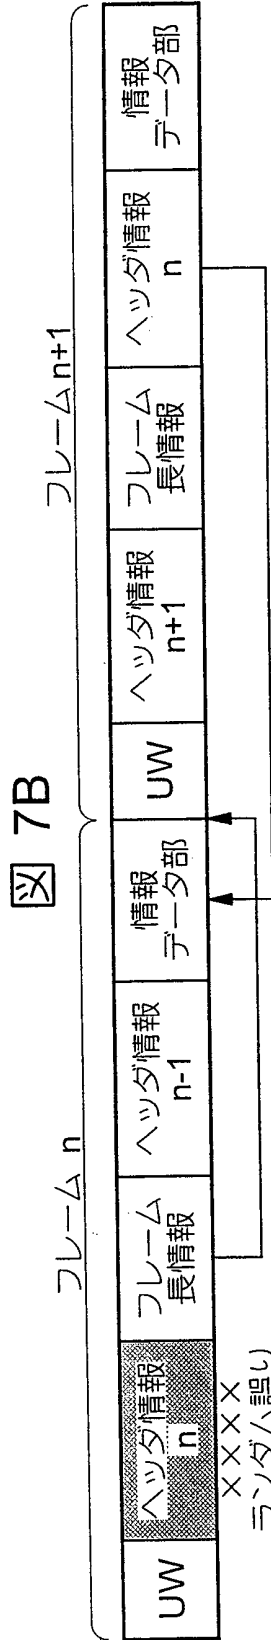 図 7B
フレーム n
フレーム n+1
UW
ヘッダ情報
n
フレーム
長情報
ヘッダ情報
n-1
情報
データ部
UW
ヘッダ情報
n+1
フレーム
長情報
ヘッダ情報
n
情報
データ部
××××
ランダム誤り